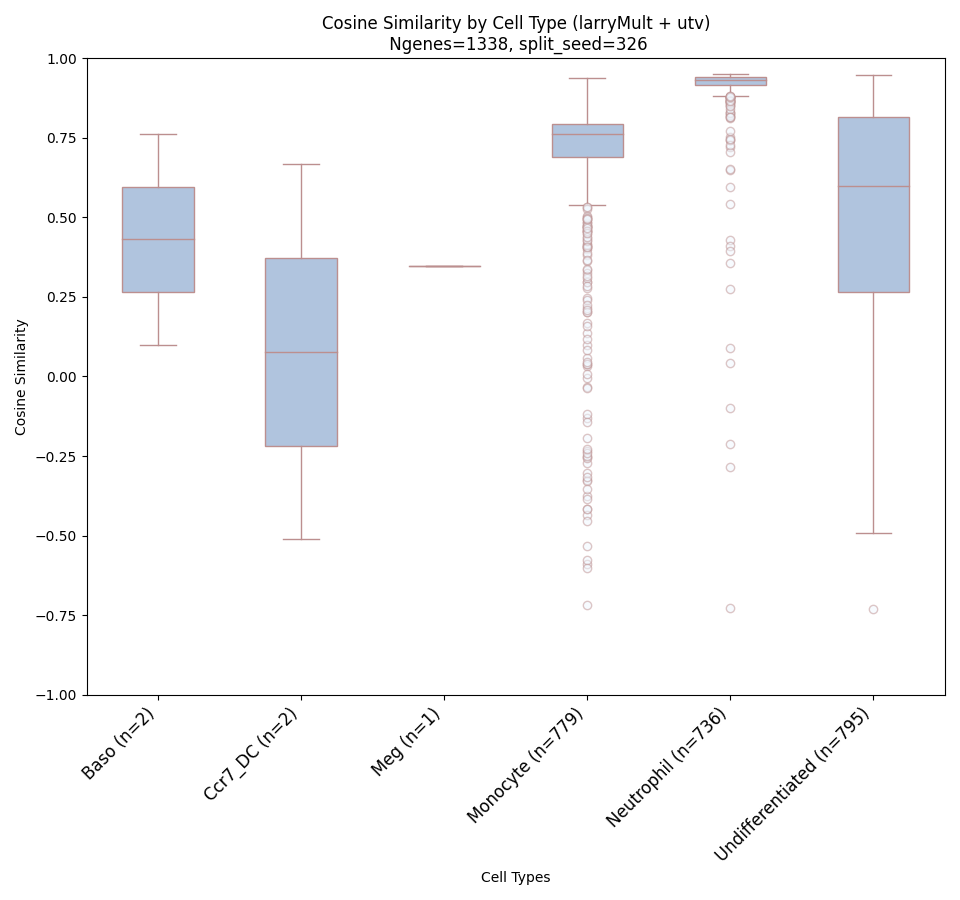 Cosine Similarity by Cell Type (larryMult + utv)
Ngenes=1338, split_seed=326
1.00
0.75
0.50
0.25
0.00
−0.25
−0.50
−0.75
−1.00
Cosine Similarity
Baso (n=2)
Ccr7_DC (n=2)
Meg (n=1)
Monocyte (n=779)
Neutrophil (n=736)
Undifferentiated (n=795)
Cell Types